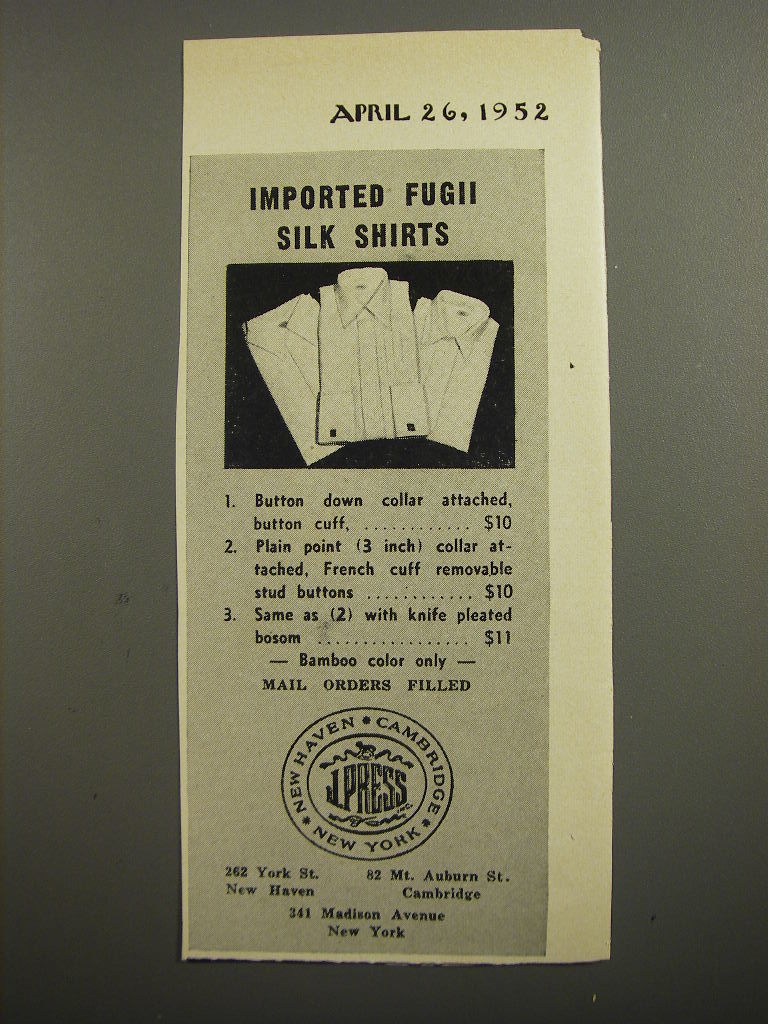 APRIL 26, 1952
IMPORTED FUGII
SILK SHIRTS
1. Button down collar attached,
button cuff, ............ $10
2. Plain point (3 inch) collar at-
tached, French cuff removable
stud buttons ............ $10
3. Same as (2) with knife pleated
bosom ................. $11
— Bamboo color only —
MAIL ORDERS FILLED
NEW HAVEN * CAMBRIDGE * NEW YORK *
J. PRESS
INC.
262 York St.
New Haven
82 Mt. Auburn St.
Cambridge
341 Madison Avenue
New York